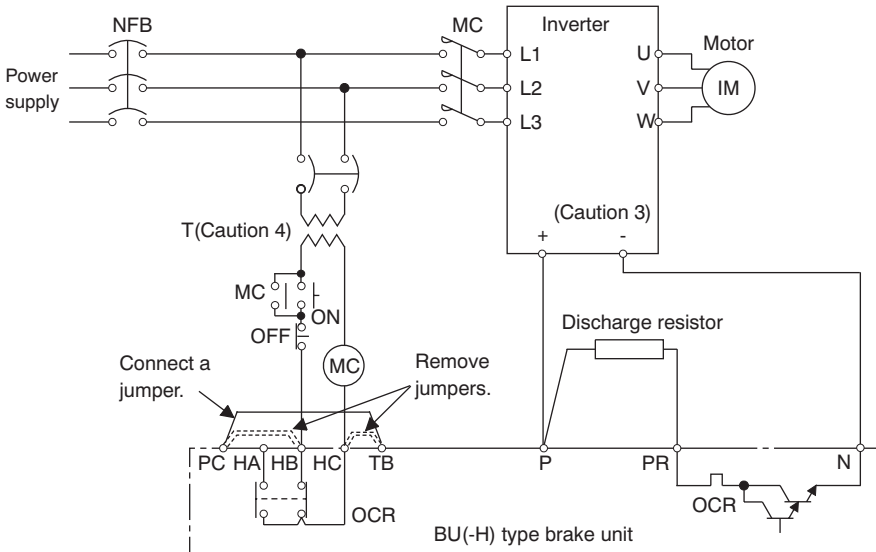 NFB
MC
Inverter
Motor
Power
supply
L1
L2
L3
U
V
W
IM
(Caution 3)
+
-
T(Caution 4)
MC
ON
OFF
MC
Discharge resistor
Connect a
jumper.
Remove
jumpers.
PC
HA
HB
HC
TB
P
PR
N
OCR
OCR
BU(-H) type brake unit